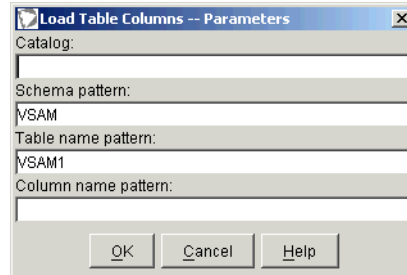 Load Table Columns -- Parameters
Catalog:
Schema pattern:
VSAM
Table name pattern:
VSAM1
Column name pattern:
OK Cancel Help